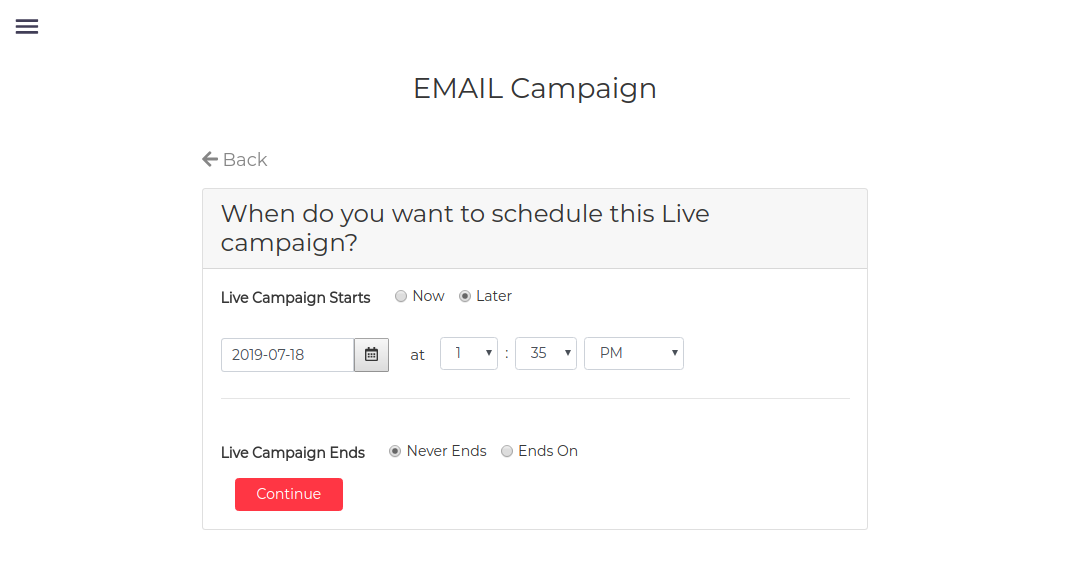 EMAIL Campaign
Back
When do you want to schedule this Live
campaign?
Live Campaign Starts Now Later
2019-07-18 at 1 : 35 PM
Live Campaign Ends Never Ends Ends On
Continue